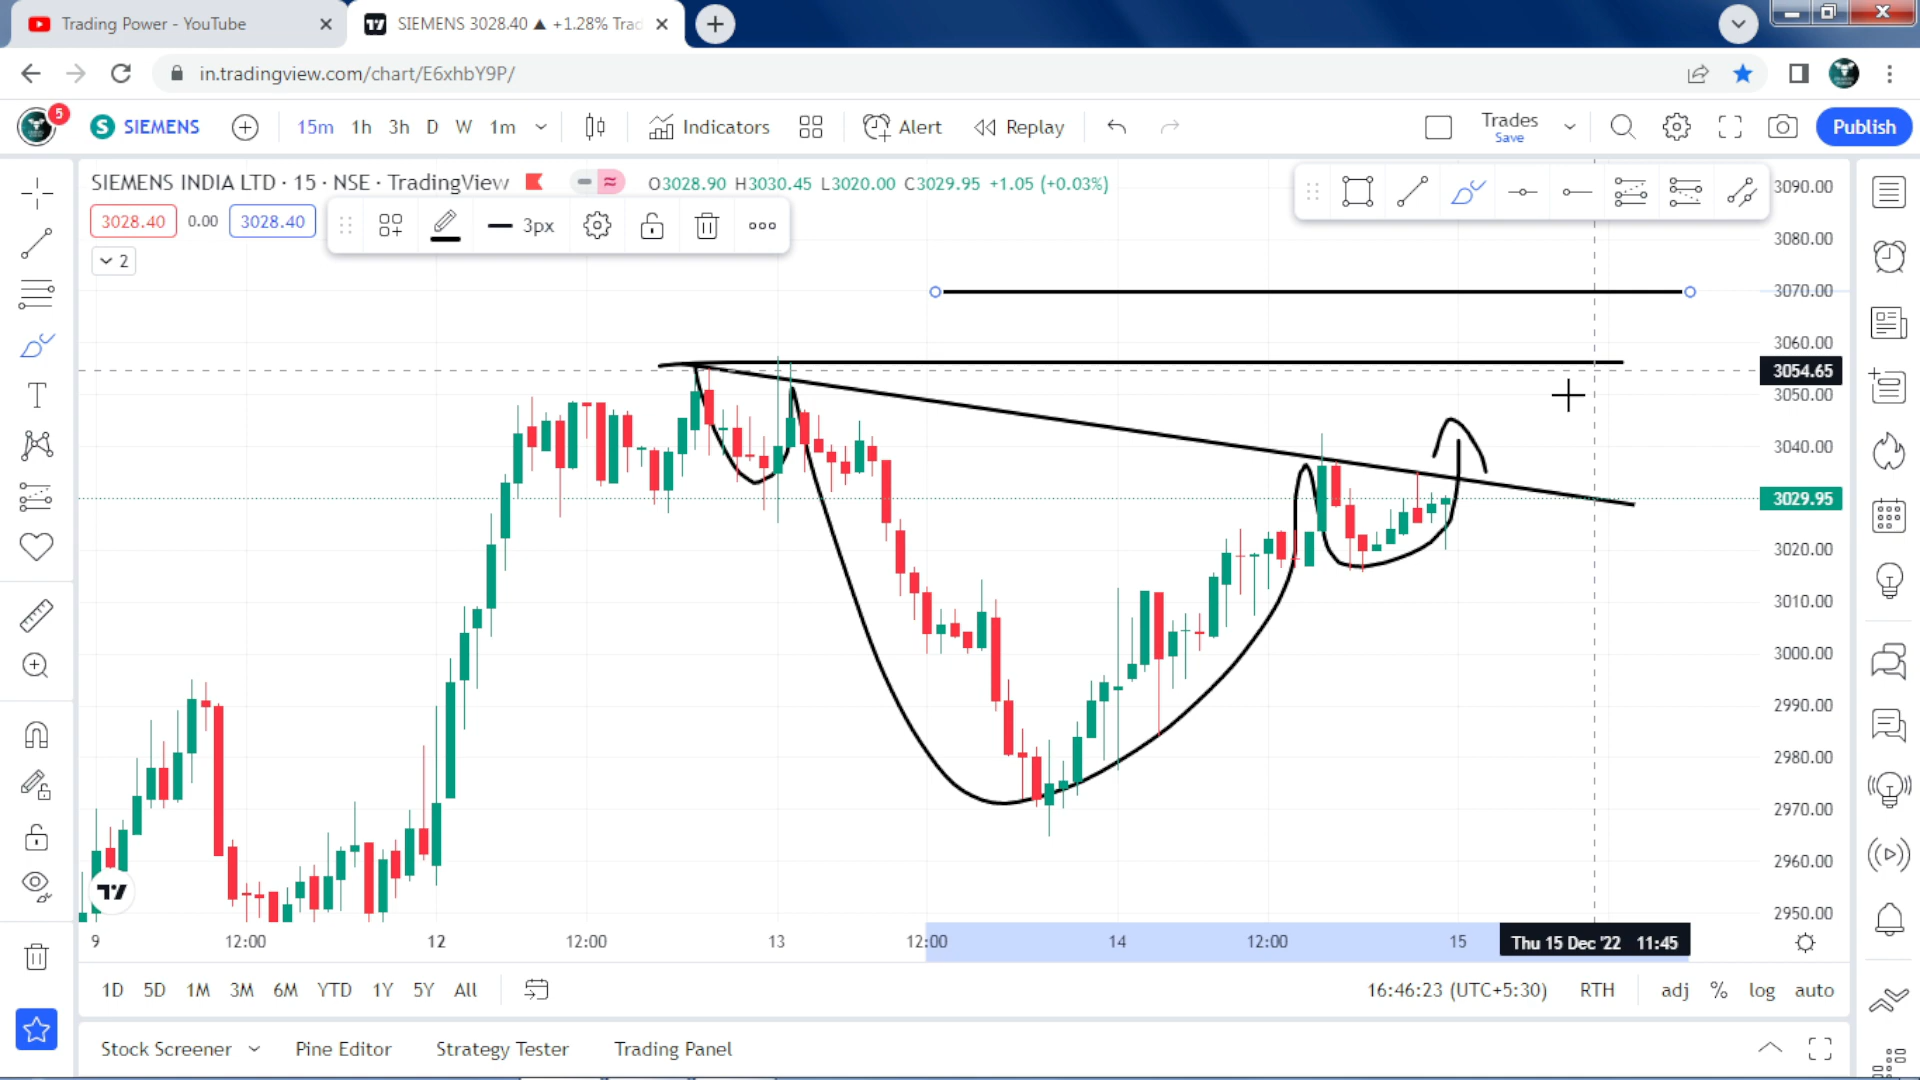 Trading Power - YouTube
SIEMENS 3028.40 ▲ +1.28% Trad
in.tradingview.com/chart/E6xhbY9P/
5
S SIEMENS
15m 1h 3h D W 1m
Indicators
Alert
Replay
Trades
Save
Publish
SIEMENS INDIA LTD · 15 · NSE · TradingView
O3028.90 H3030.45 L3020.00 C3029.95 +1.05 (+0.03%)
3028.40 0.00 3028.40
3px
2
3090.00
3080.00
3070.00
3060.00
3054.65
3050.00
3040.00
3029.95
3020.00
3010.00
3000.00
2990.00
2980.00
2970.00
2960.00
2950.00
9 12:00 12 12:00 13 12:00 14 12:00 15 Thu 15 Dec '22 11:45
1D 5D 1M 3M 6M YTD 1Y 5Y All
16:46:23 (UTC+5:30) RTH adj % log auto
Stock Screener Pine Editor Strategy Tester Trading Panel